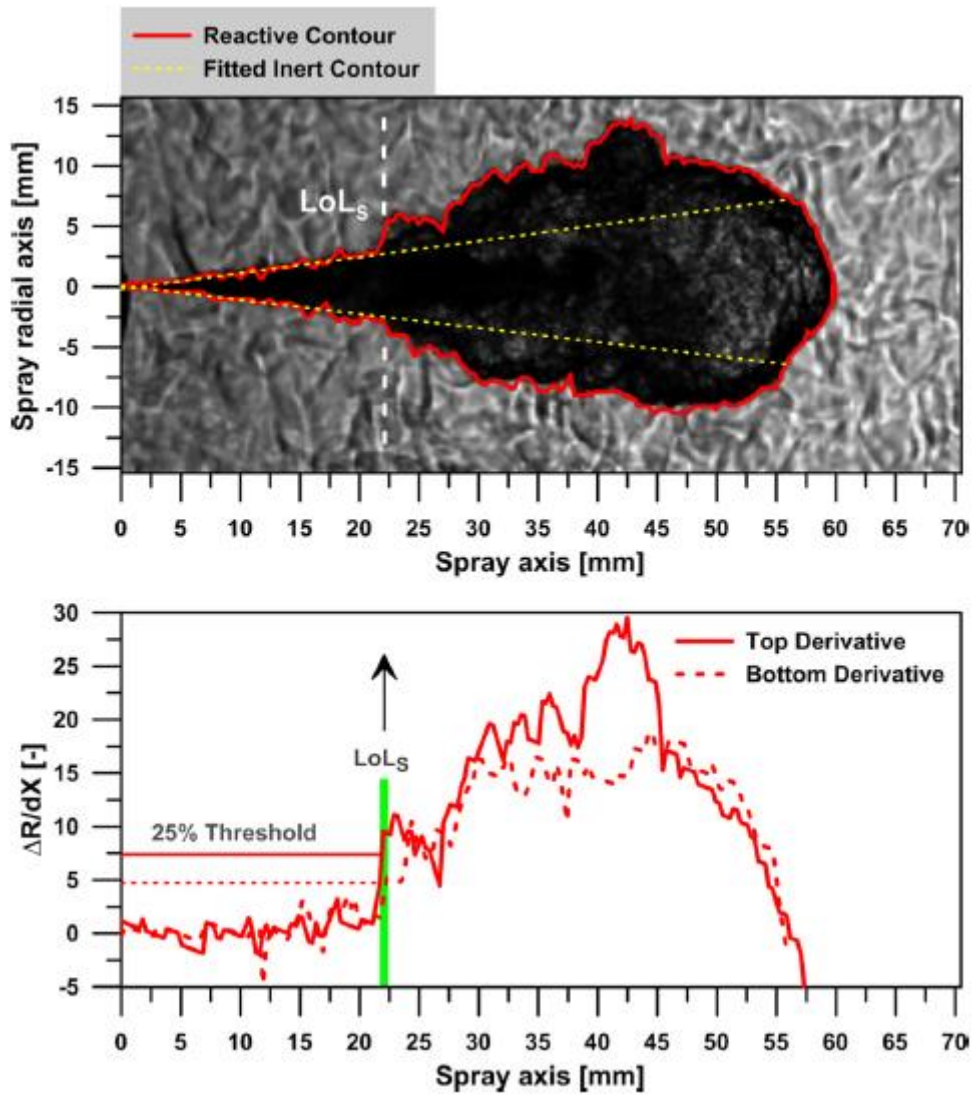 Reactive Contour
Fitted Inert Contour
Spray radial axis [mm]
15
10
5
0
-5
-10
-15
LoLS
0 5 10 15 20 25 30 35 40 45 50 55 60 65 70
Spray axis [mm]
ΔR/dX [-]
30
25
20
15
10
5
0
-5
Top Derivative
Bottom Derivative
LoLS
25% Threshold
0 5 10 15 20 25 30 35 40 45 50 55 60 65 70
Spray axis [mm]